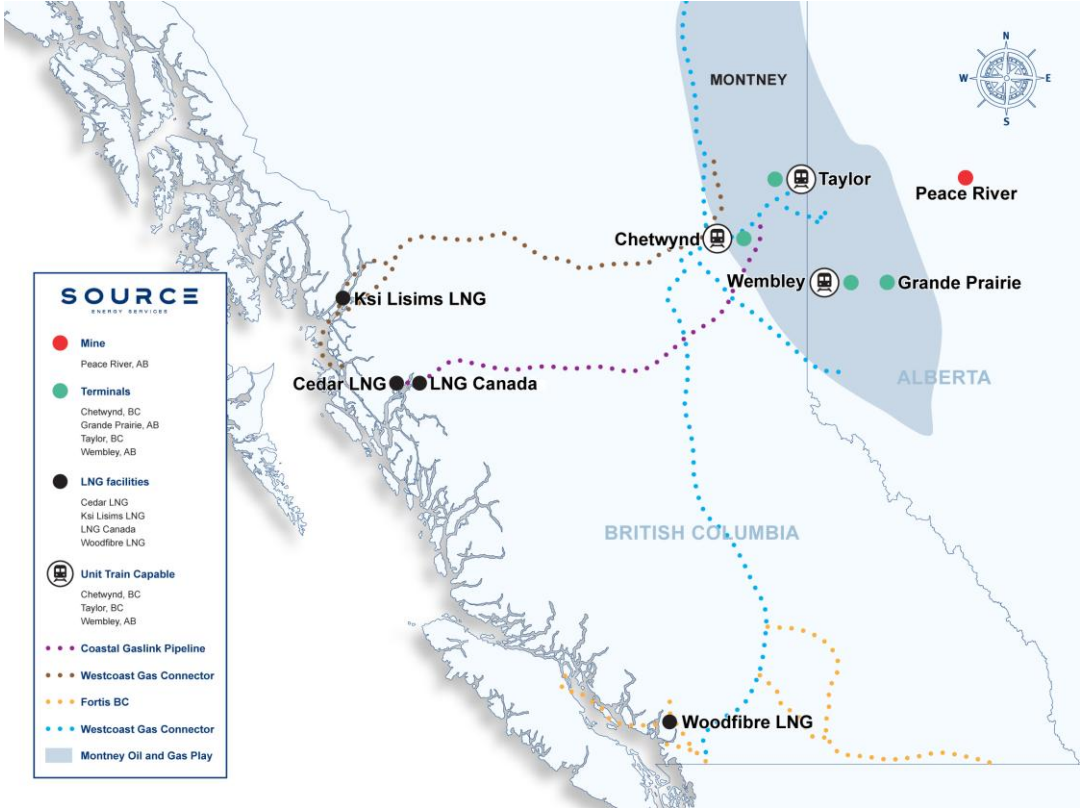 MONTNEY
N
W
E
S
Taylor
Peace River
Chetwynd
Wembley
Grande Prairie
Ksi Lisims LNG
Cedar LNG
LNG Canada
ALBERTA
BRITISH COLUMBIA
Woodfibre LNG
SOURCE
ENERGY SERVICES
Mine
Peace River, AB
Terminals
Chetwynd, BC
Grande Prairie, AB
Taylor, BC
Wembley, AB
LNG facilities
Cedar LNG
Ksi Lisims LNG
LNG Canada
Woodfibre LNG
Unit Train Capable
Chetwynd, BC
Taylor, BC
Wembley, AB
Coastal Gaslink Pipeline
Westcoast Gas Connector
Fortis BC
Westcoast Gas Connector
Montney Oil and Gas Play